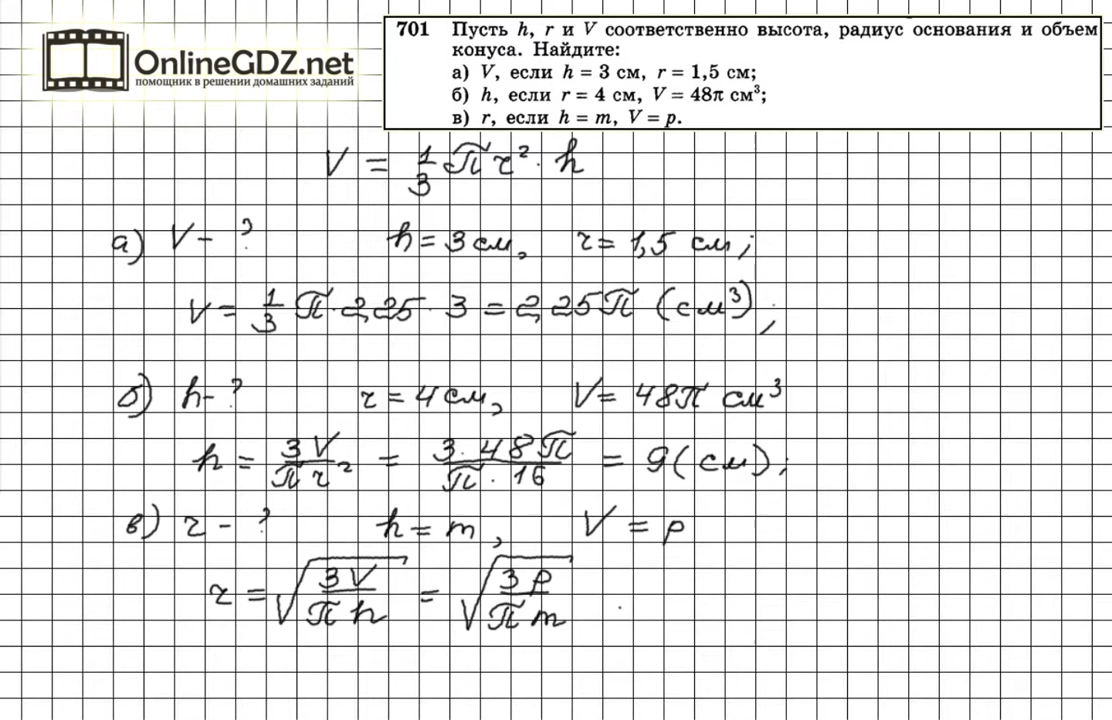 OnlineGDZ.net
помощник в решении домашних заданий
701 Пусть h, r и V соответственно высота, радиус основания и объем
конуса. Найдите:
а) V, если h = 3 см, r = 1,5 см;
б) h, если r = 4 см, V = 48π см³;
в) r, если h = m, V = p.
V = 1/3 πr² · h
а) V – ? h = 3 см, r = 1,5 см;
V = 1/3 π · 2,25 · 3 = 2,25π (см³);
б) h – ? r = 4 см, V = 48π см³
h = 3V/πr² = 3 · 48π/π · 16 = 9 (см);
в) r – ? h = m, V = p
r = √3V/πh = √3p/πm